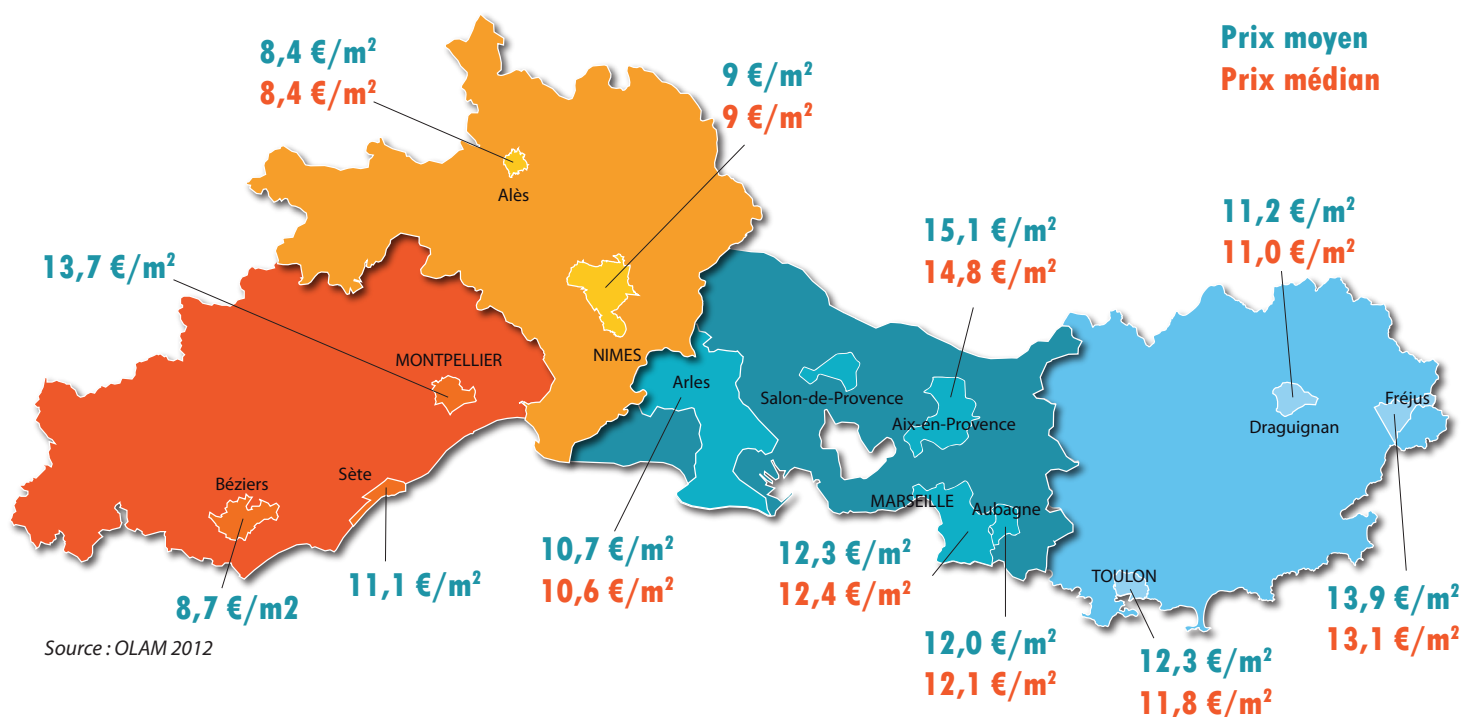 Prix moyen
Prix médian
8,4 €/m²
8,4 €/m²
9 €/m²
9 €/m²
Alès
13,7 €/m²
15,1 €/m²
14,8 €/m²
11,2 €/m²
11,0 €/m²
MONTPELLIER
NIMES
Arles
Salon-de-Provence
Aix-en-Provence
Draguignan
Fréjus
Béziers
Sète
MARSEILLE
Aubagne
TOULON
8,7 €/m2
11,1 €/m²
10,7 €/m²
10,6 €/m²
12,3 €/m²
12,4 €/m²
12,0 €/m²
12,1 €/m²
12,3 €/m²
11,8 €/m²
13,9 €/m²
13,1 €/m²
Source : OLAM 2012